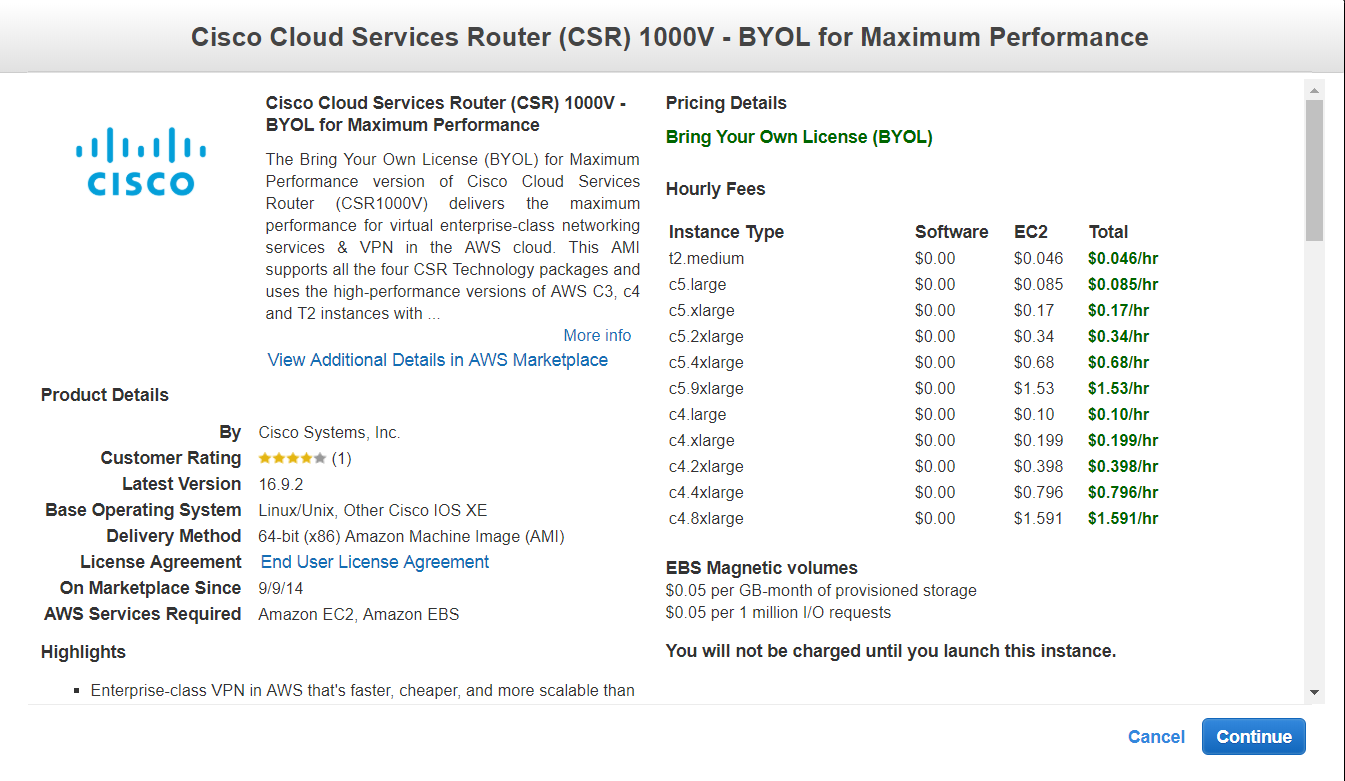 Cisco Cloud Services Router (CSR) 1000V - BYOL for Maximum Performance
CISCO
Cisco Cloud Services Router (CSR) 1000V -
BYOL for Maximum Performance
The Bring Your Own License (BYOL) for Maximum
Performance version of Cisco Cloud Services
Router (CSR1000V) delivers the maximum
performance for virtual enterprise-class networking
services & VPN in the AWS cloud. This AMI
supports all the four CSR Technology packages and
uses the high-performance versions of AWS C3, c4
and T2 instances with ...
More info
View Additional Details in AWS Marketplace
Product Details
By Cisco Systems, Inc.
Customer Rating ★★★★★ (1)
Latest Version 16.9.2
Base Operating System Linux/Unix, Other Cisco IOS XE
Delivery Method 64-bit (x86) Amazon Machine Image (AMI)
License Agreement End User License Agreement
On Marketplace Since 9/9/14
AWS Services Required Amazon EC2, Amazon EBS
Highlights
▪ Enterprise-class VPN in AWS that's faster, cheaper, and more scalable than
Pricing Details
Bring Your Own License (BYOL)
Hourly Fees
Instance Type Software EC2 Total
t2.medium $0.00 $0.046 $0.046/hr
c5.large $0.00 $0.085 $0.085/hr
c5.xlarge $0.00 $0.17 $0.17/hr
c5.2xlarge $0.00 $0.34 $0.34/hr
c5.4xlarge $0.00 $0.68 $0.68/hr
c5.9xlarge $0.00 $1.53 $1.53/hr
c4.large $0.00 $0.10 $0.10/hr
c4.xlarge $0.00 $0.199 $0.199/hr
c4.2xlarge $0.00 $0.398 $0.398/hr
c4.4xlarge $0.00 $0.796 $0.796/hr
c4.8xlarge $0.00 $1.591 $1.591/hr
EBS Magnetic volumes
$0.05 per GB-month of provisioned storage
$0.05 per 1 million I/O requests
You will not be charged until you launch this instance.
Cancel Continue